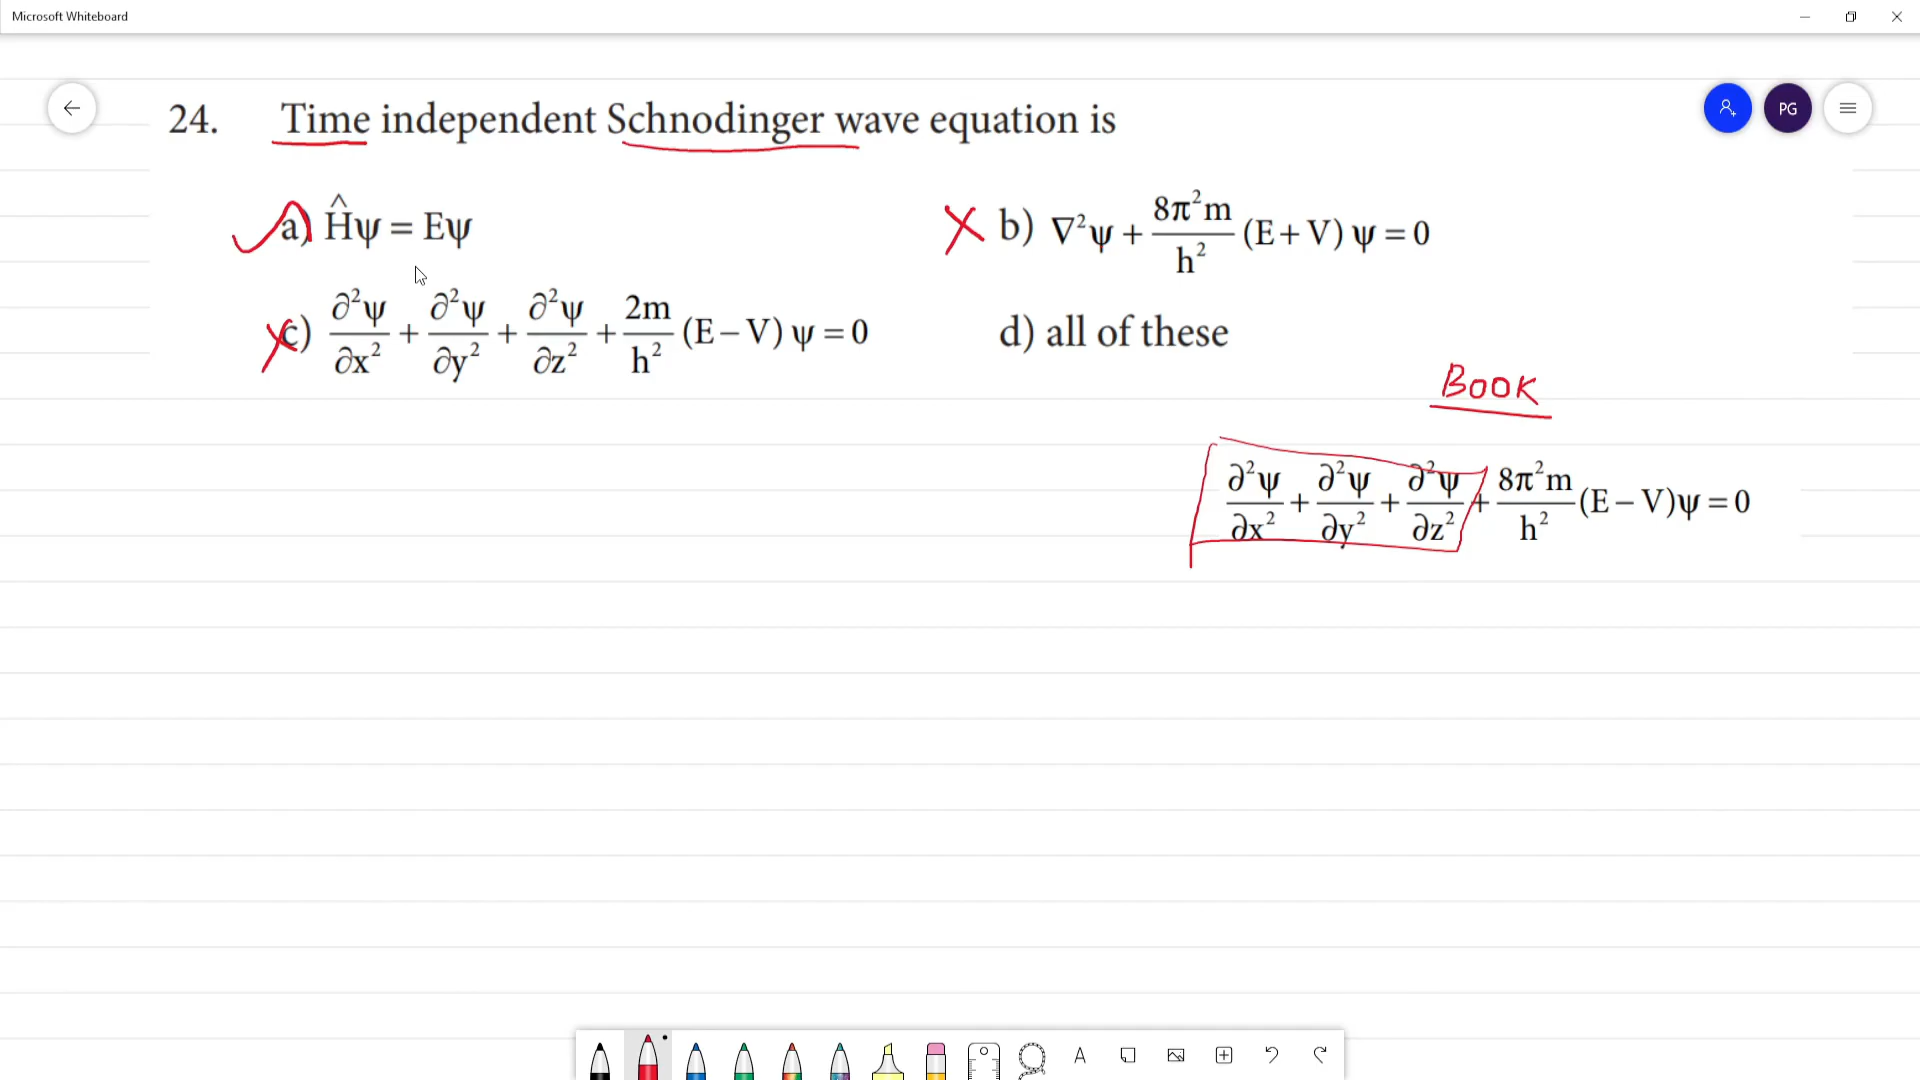 Microsoft Whiteboard
PG
24. Time independent Schnodinger wave equation is
a) Ĥψ = Eψ
b) ∇²ψ + 8π²m/h² (E + V) ψ = 0
c) ∂²ψ/∂x² + ∂²ψ/∂y² + ∂²ψ/∂z² + 2m/h² (E − V) ψ = 0
d) all of these
BOOK
∂²ψ/∂x² + ∂²ψ/∂y² + ∂²ψ/∂z² + 8π²m/h² (E − V)ψ = 0